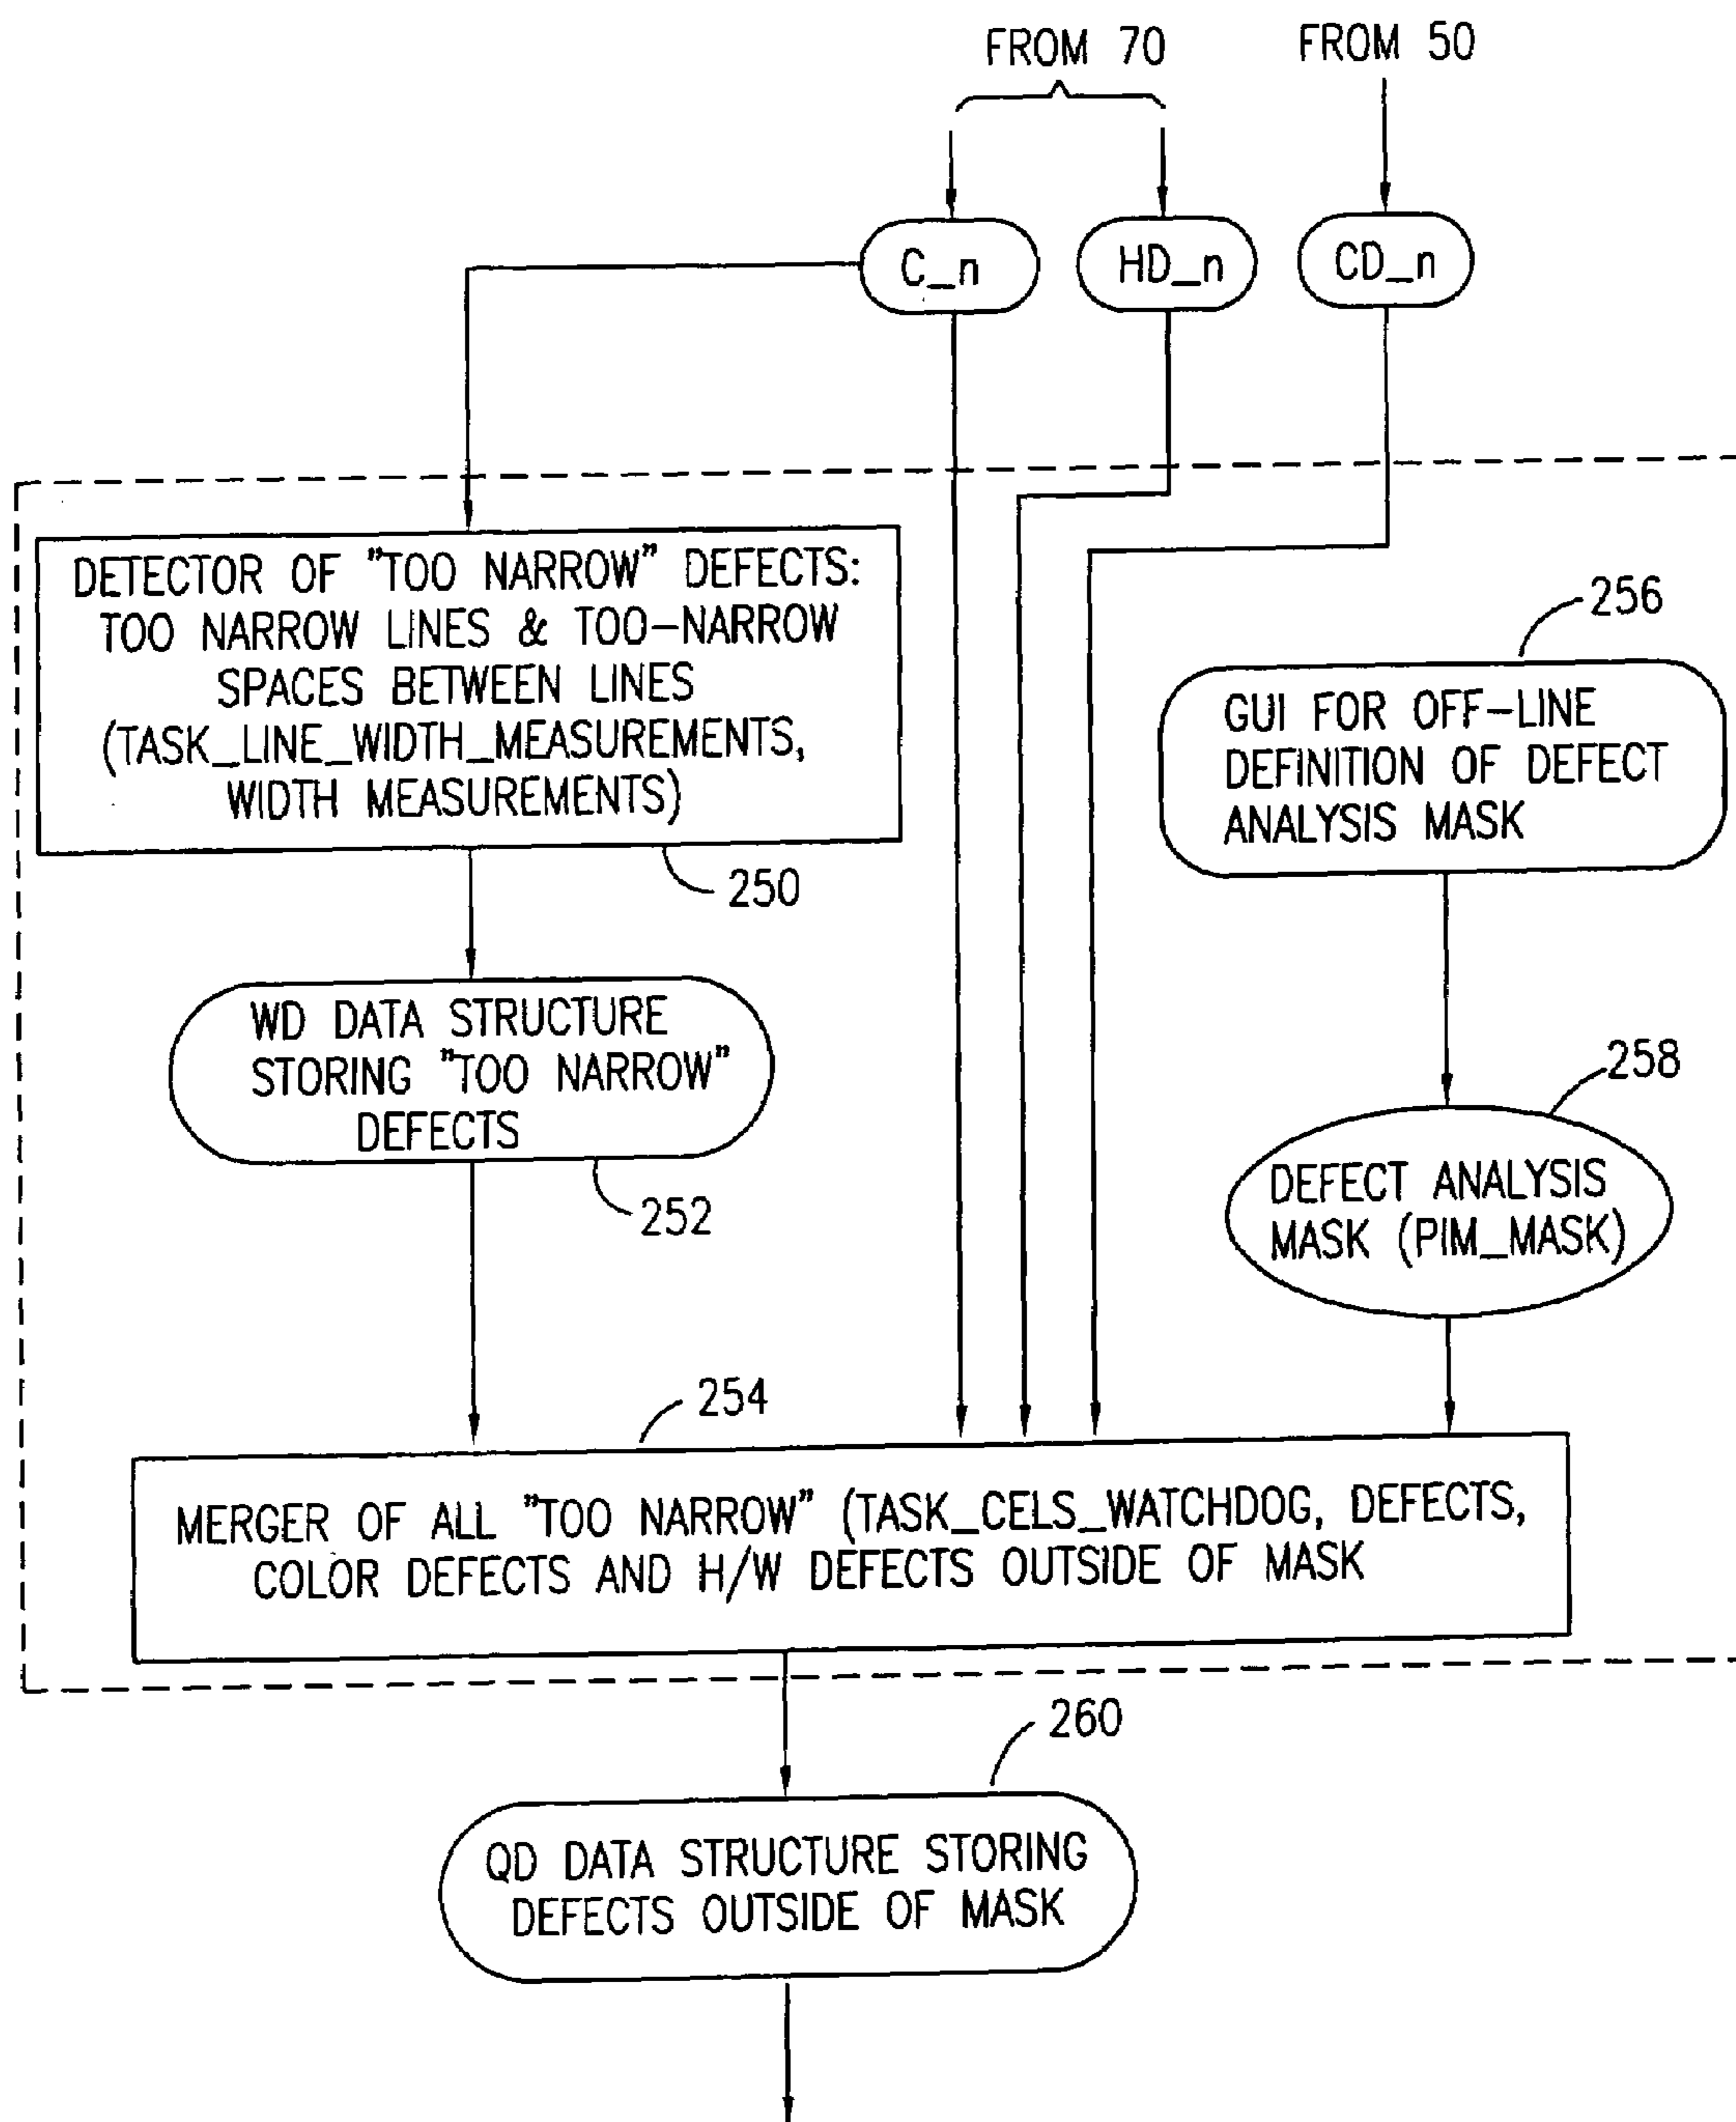 FROM 70
FROM 50
C_n
HD_n
CD_n
DETECTOR OF "TOO NARROW" DEFECTS:
TOO NARROW LINES & TOO-NARROW
SPACES BETWEEN LINES
(TASK_LINE_WIDTH_MEASUREMENTS,
WIDTH MEASUREMENTS)
250
256
GUI FOR OFF-LINE
DEFINITION OF DEFECT
ANALYSIS MASK
WD DATA STRUCTURE
STORING "TOO NARROW"
DEFECTS
252
258
DEFECT ANALYSIS
MASK (PIM_MASK)
254
MERGER OF ALL "TOO NARROW" (TASK_CELS_WATCHDOG, DEFECTS,
COLOR DEFECTS AND H/W DEFECTS OUTSIDE OF MASK
260
QD DATA STRUCTURE STORING
DEFECTS OUTSIDE OF MASK